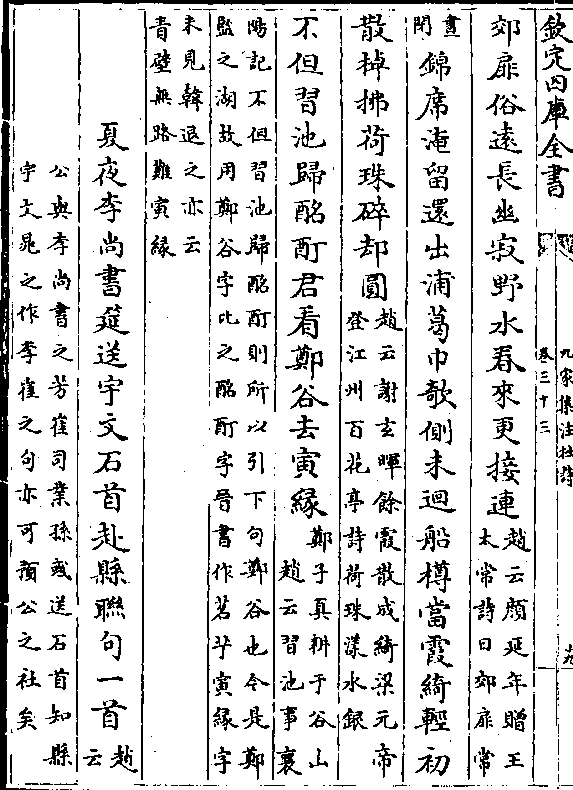 欽定四庫全書
九家集注杜詩
卷三十三
十九
郊扉俗遠長幽寂野水春來更接連趙云顔延年贈王
太常詩曰郊扉常
晝
閉
錦席淹留還出浦葛巾欹側未迴船樽當霞綺輕初
散棹拂荷珠碎却圓趙云謝玄暉餘霞散成綺梁元帝
登江州百花亭詩荷珠漾水銀
不但習池歸酩酊君看鄭谷去寅縁鄭子真耕于谷山
趙云習池事襄
陽記不但習池歸酩酊則所以引下句鄭谷也今是鄭
監之湖故用鄭谷字比之酩酊字晉書作茗艼寅縁字
未見韓退之亦云
青壁無路難寅縁
夏夜李尚書筵送宇文石首赴縣聯句一首趙
云
公與李尚書之芳崔司業孫彧送石首知縣
宇文晁之作李崔之句亦可預公之社矣